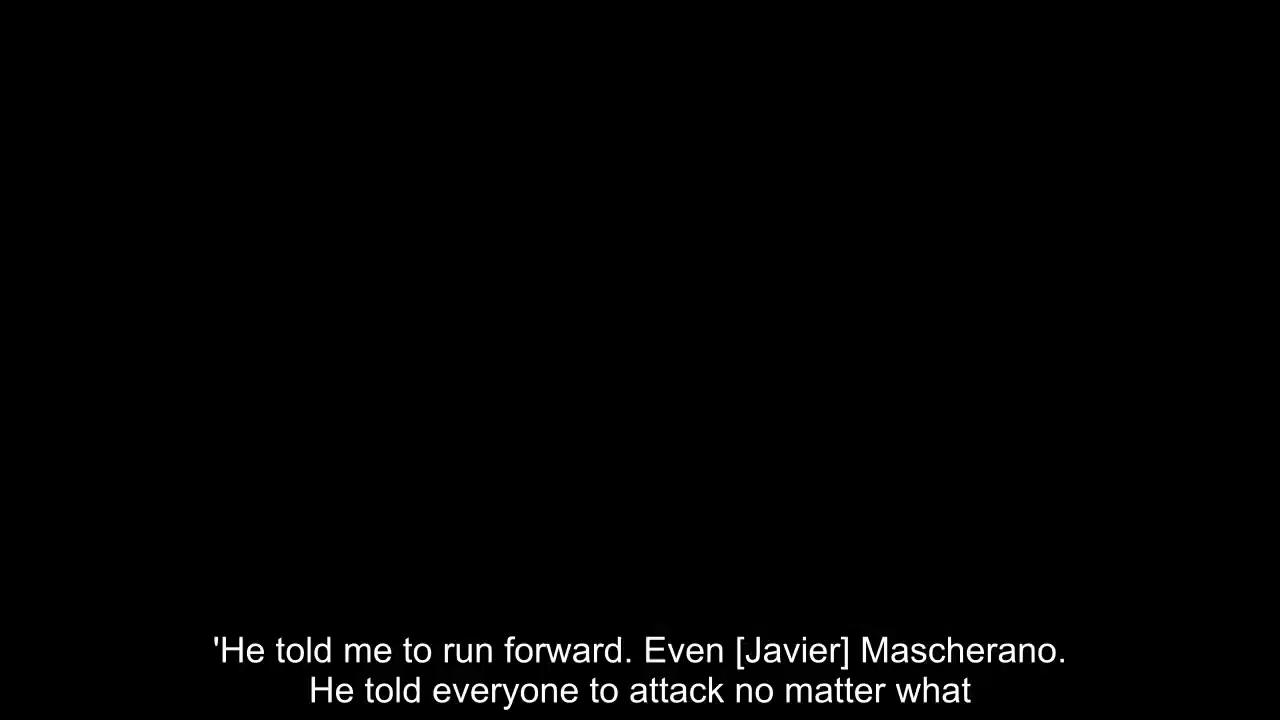 'He told me to run forward. Even [Javier] Mascherano.
He told everyone to attack no matter what